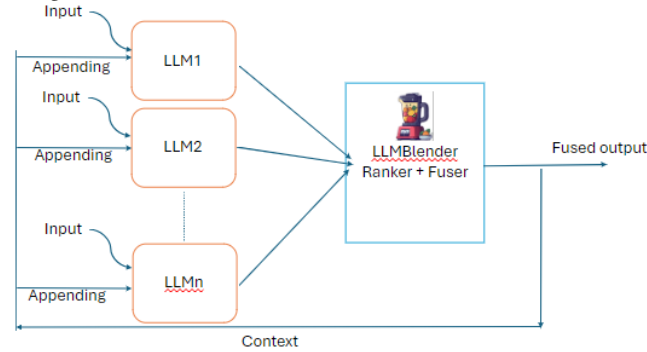 Input
LLM1
Appending
Input
LLM2
Appending
Input
LLMn
Appending
LLMBlender
Ranker + Fuser
Fused output
Context